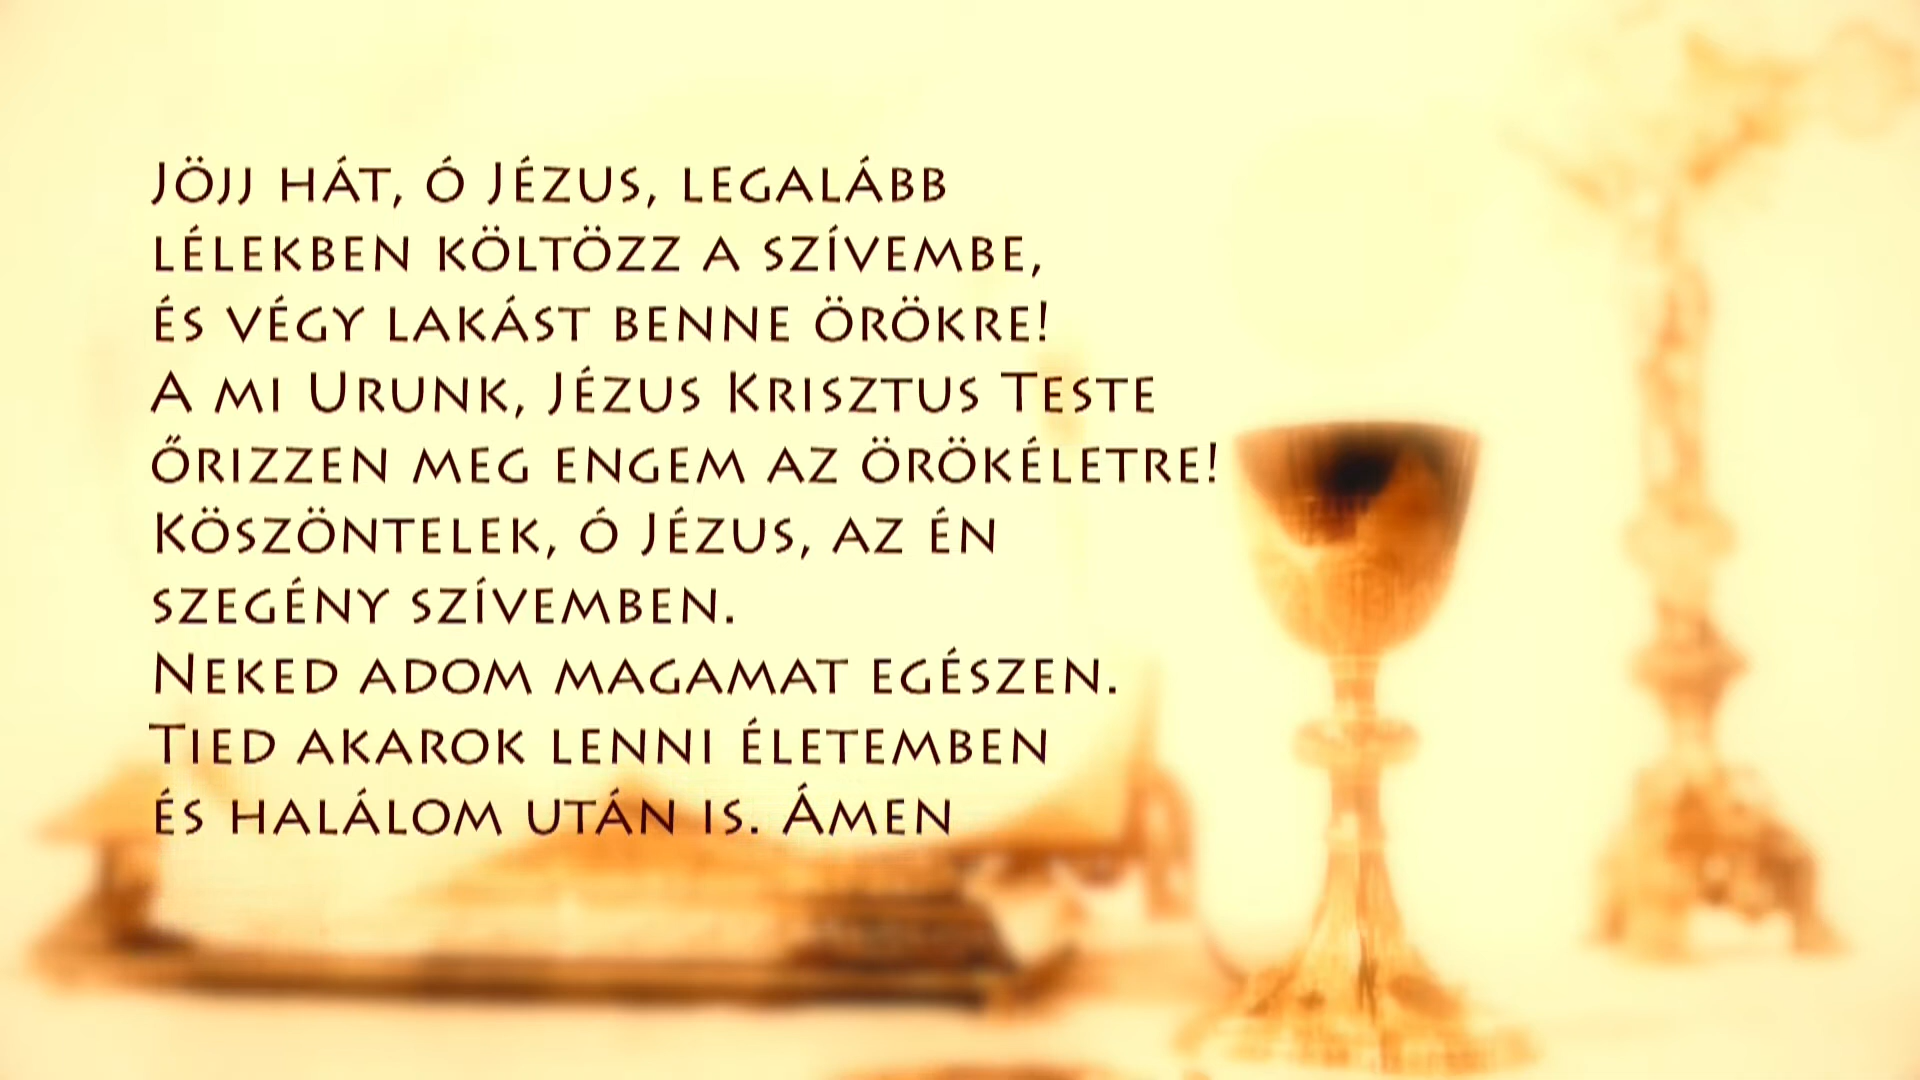 Jöjj hát, ó Jézus, legalább
lélekben költözz a szívembe,
és végy lakást benne örökre!
A mi Urunk, Jézus Krisztus Teste
őrizzen meg engem az örökéletre!
Köszöntelek, ó Jézus, az én
szegény szívemben.
Neked adom magamat egészen.
Tied akarok lenni életemben
és halálom után is. Ámen